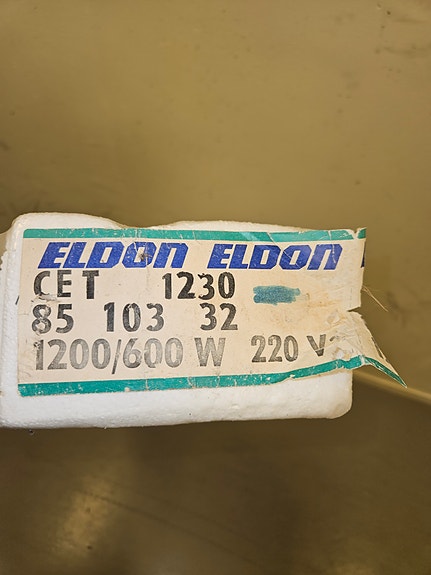 ELDON ELDON
CET 1230
85 103 32
1200/600 W 220 V